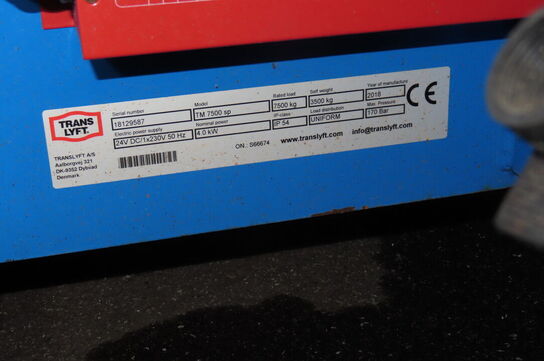 TRANS
LYFT.
TRANSLYFT A/S
Aalborgvej 321
DK-9352 Dybvad
Denmark
Serial number
18129587
Model
TM 7500 sp
Rated load
7500 kg
Self weight
3500 kg
Year of manufacture
2018
Electric power supply
24V DC/1x230V 50 Hz
Nominal power
4.0 kW
IP-class
IP 54
Load distribution
UNIFORM
Max. Pressure
170 Bar
CE
ON.: S66674
www.translyft.com
info@translyft.com